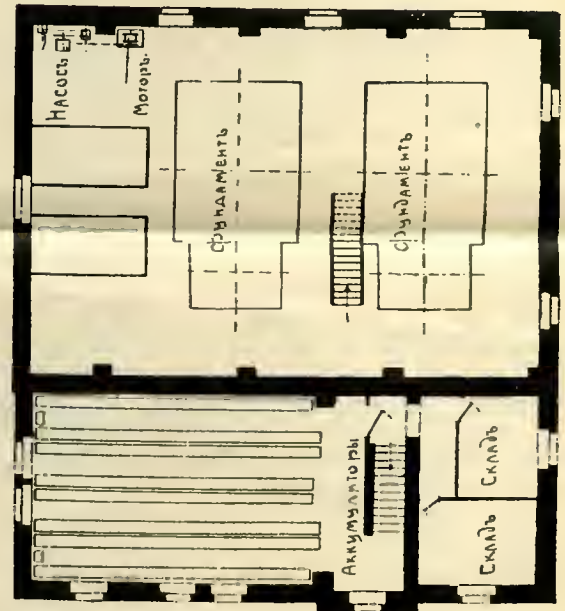 Насосъ
Моторъ.
Фундаментъ
Фундаментъ
Аккумуляторы
Складъ
Складъ